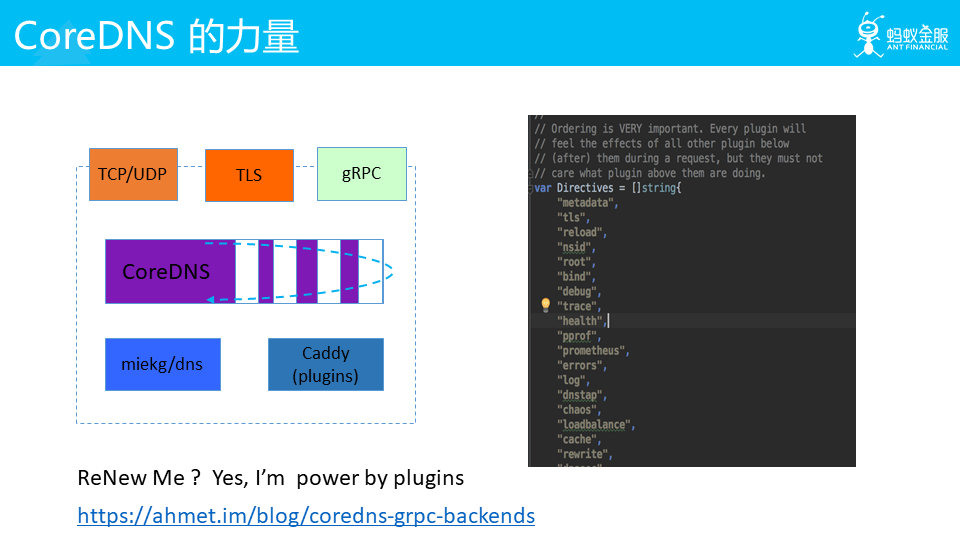 CoreDNS 的力量
蚂蚁金服
ANT FINANCIAL
TCP/UDP
TLS
gRPC
CoreDNS
miekg/dns
Caddy
(plugins)
//
// Ordering is VERY important. Every plugin will
// feel the effects of all other plugin below
// (after) them during a request, but they must not
// care what plugin above them are doing.
var Directives = []string{
"metadata",
"tls",
"reload",
"nsid",
"root",
"bind",
"debug",
"trace",
"health",
"pprof",
"prometheus",
"errors",
"log",
"dnstap",
"chaos",
"loadbalance",
"cache",
"rewrite",
ReNew Me ? Yes, I’m power by plugins
https://ahmet.im/blog/coredns-grpc-backends